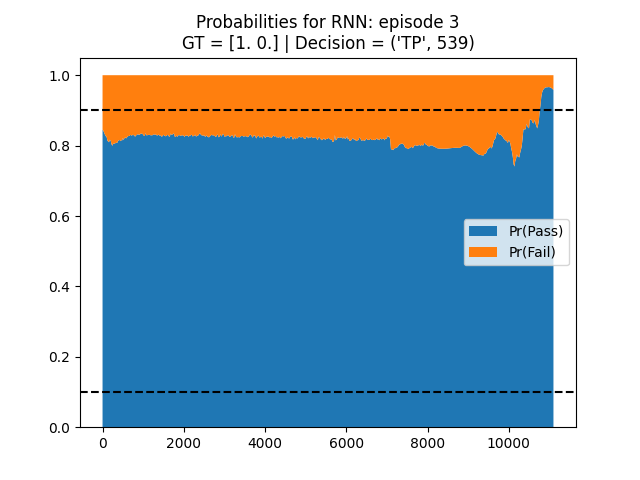 Probabilities for RNN: episode 3
GT = [1. 0.] | Decision = ('TP', 539)
1.0
0.8
0.6
0.4
0.2
0.0
Pr(Pass)
Pr(Fail)
0 2000 4000 6000 8000 10000